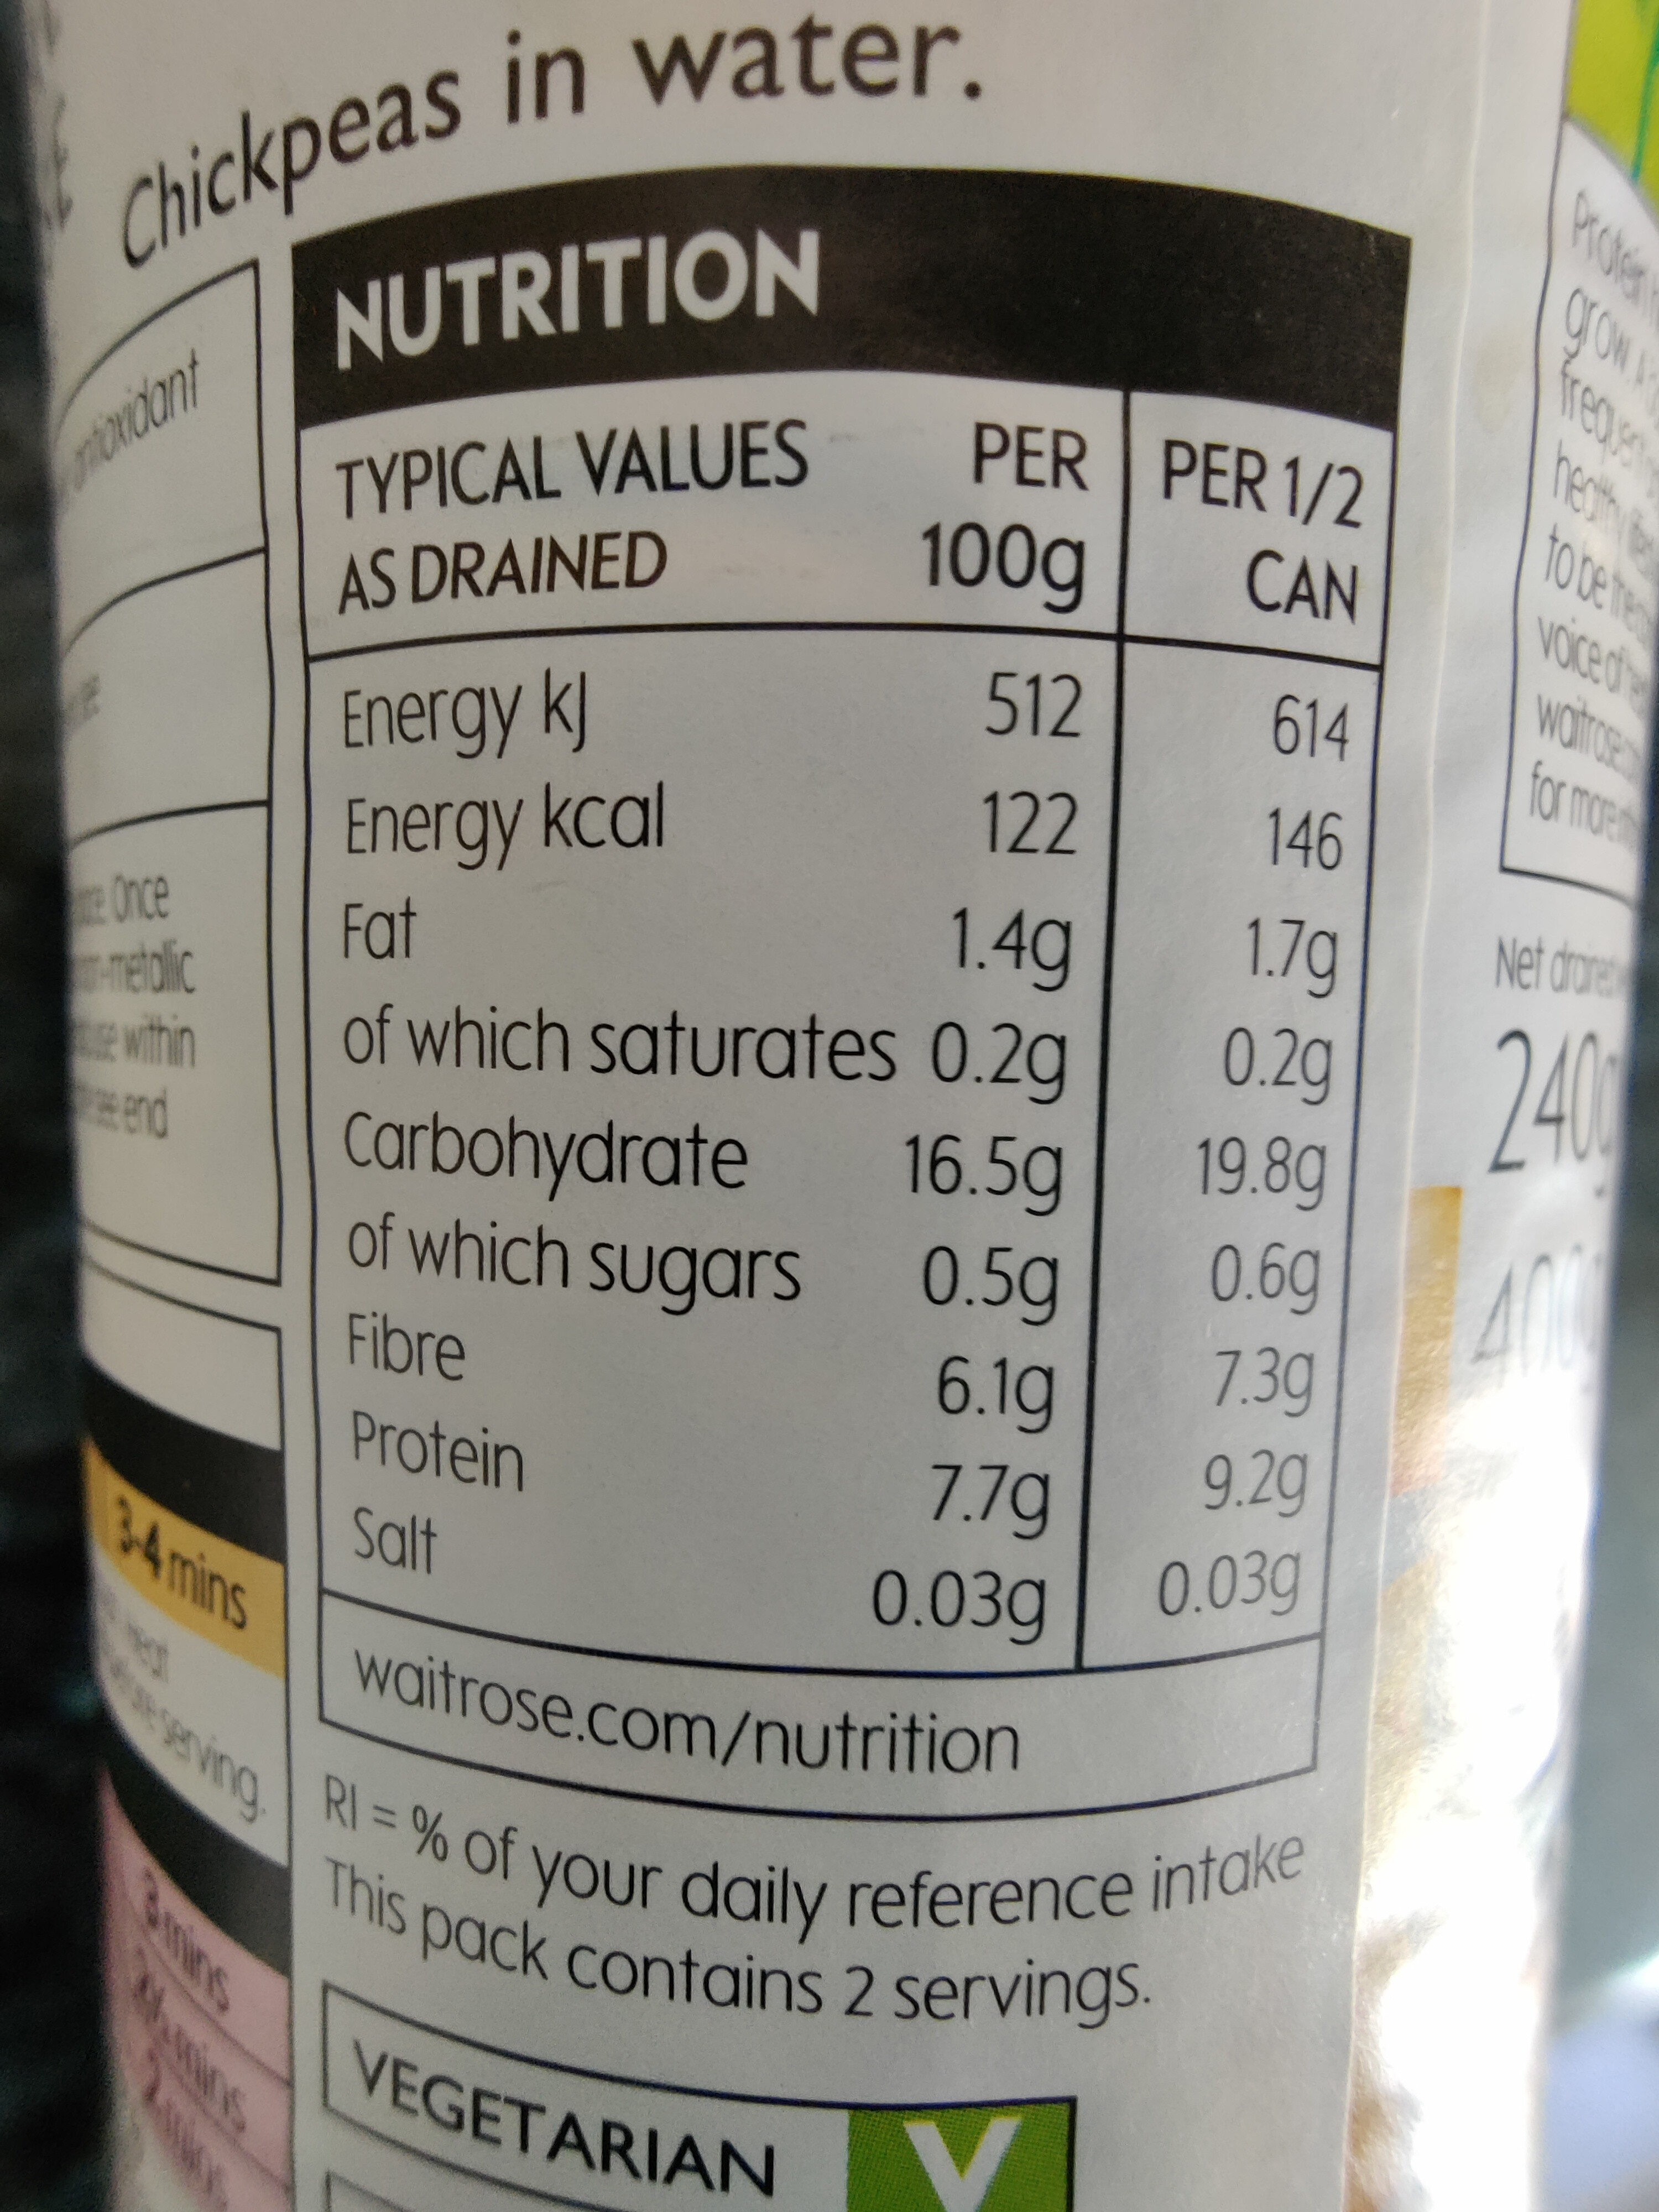 Chickpeas in water.
NUTRITION
TYPICAL VALUES AS DRAINED PER 100g PER 1/2 CAN
Energy kJ 512 614
Energy kcal 122 146
Fat 1.4g 1.7g
of which saturates 0.2g 0.2g
Carbohydrate 16.5g 19.8g
of which sugars 0.5g 0.6g
Fibre 6.1g 7.3g
Protein 7.7g 9.2g
Salt 0.03g 0.03g
waitrose.com/nutrition
RI = % of your daily reference intake
This pack contains 2 servings.
VEGETARIAN V
antioxidant
Once
within
end
3-4 mins
serving.
3 mins
mins
Protein
grow.
to be
voice of
for more
Net drained
240g